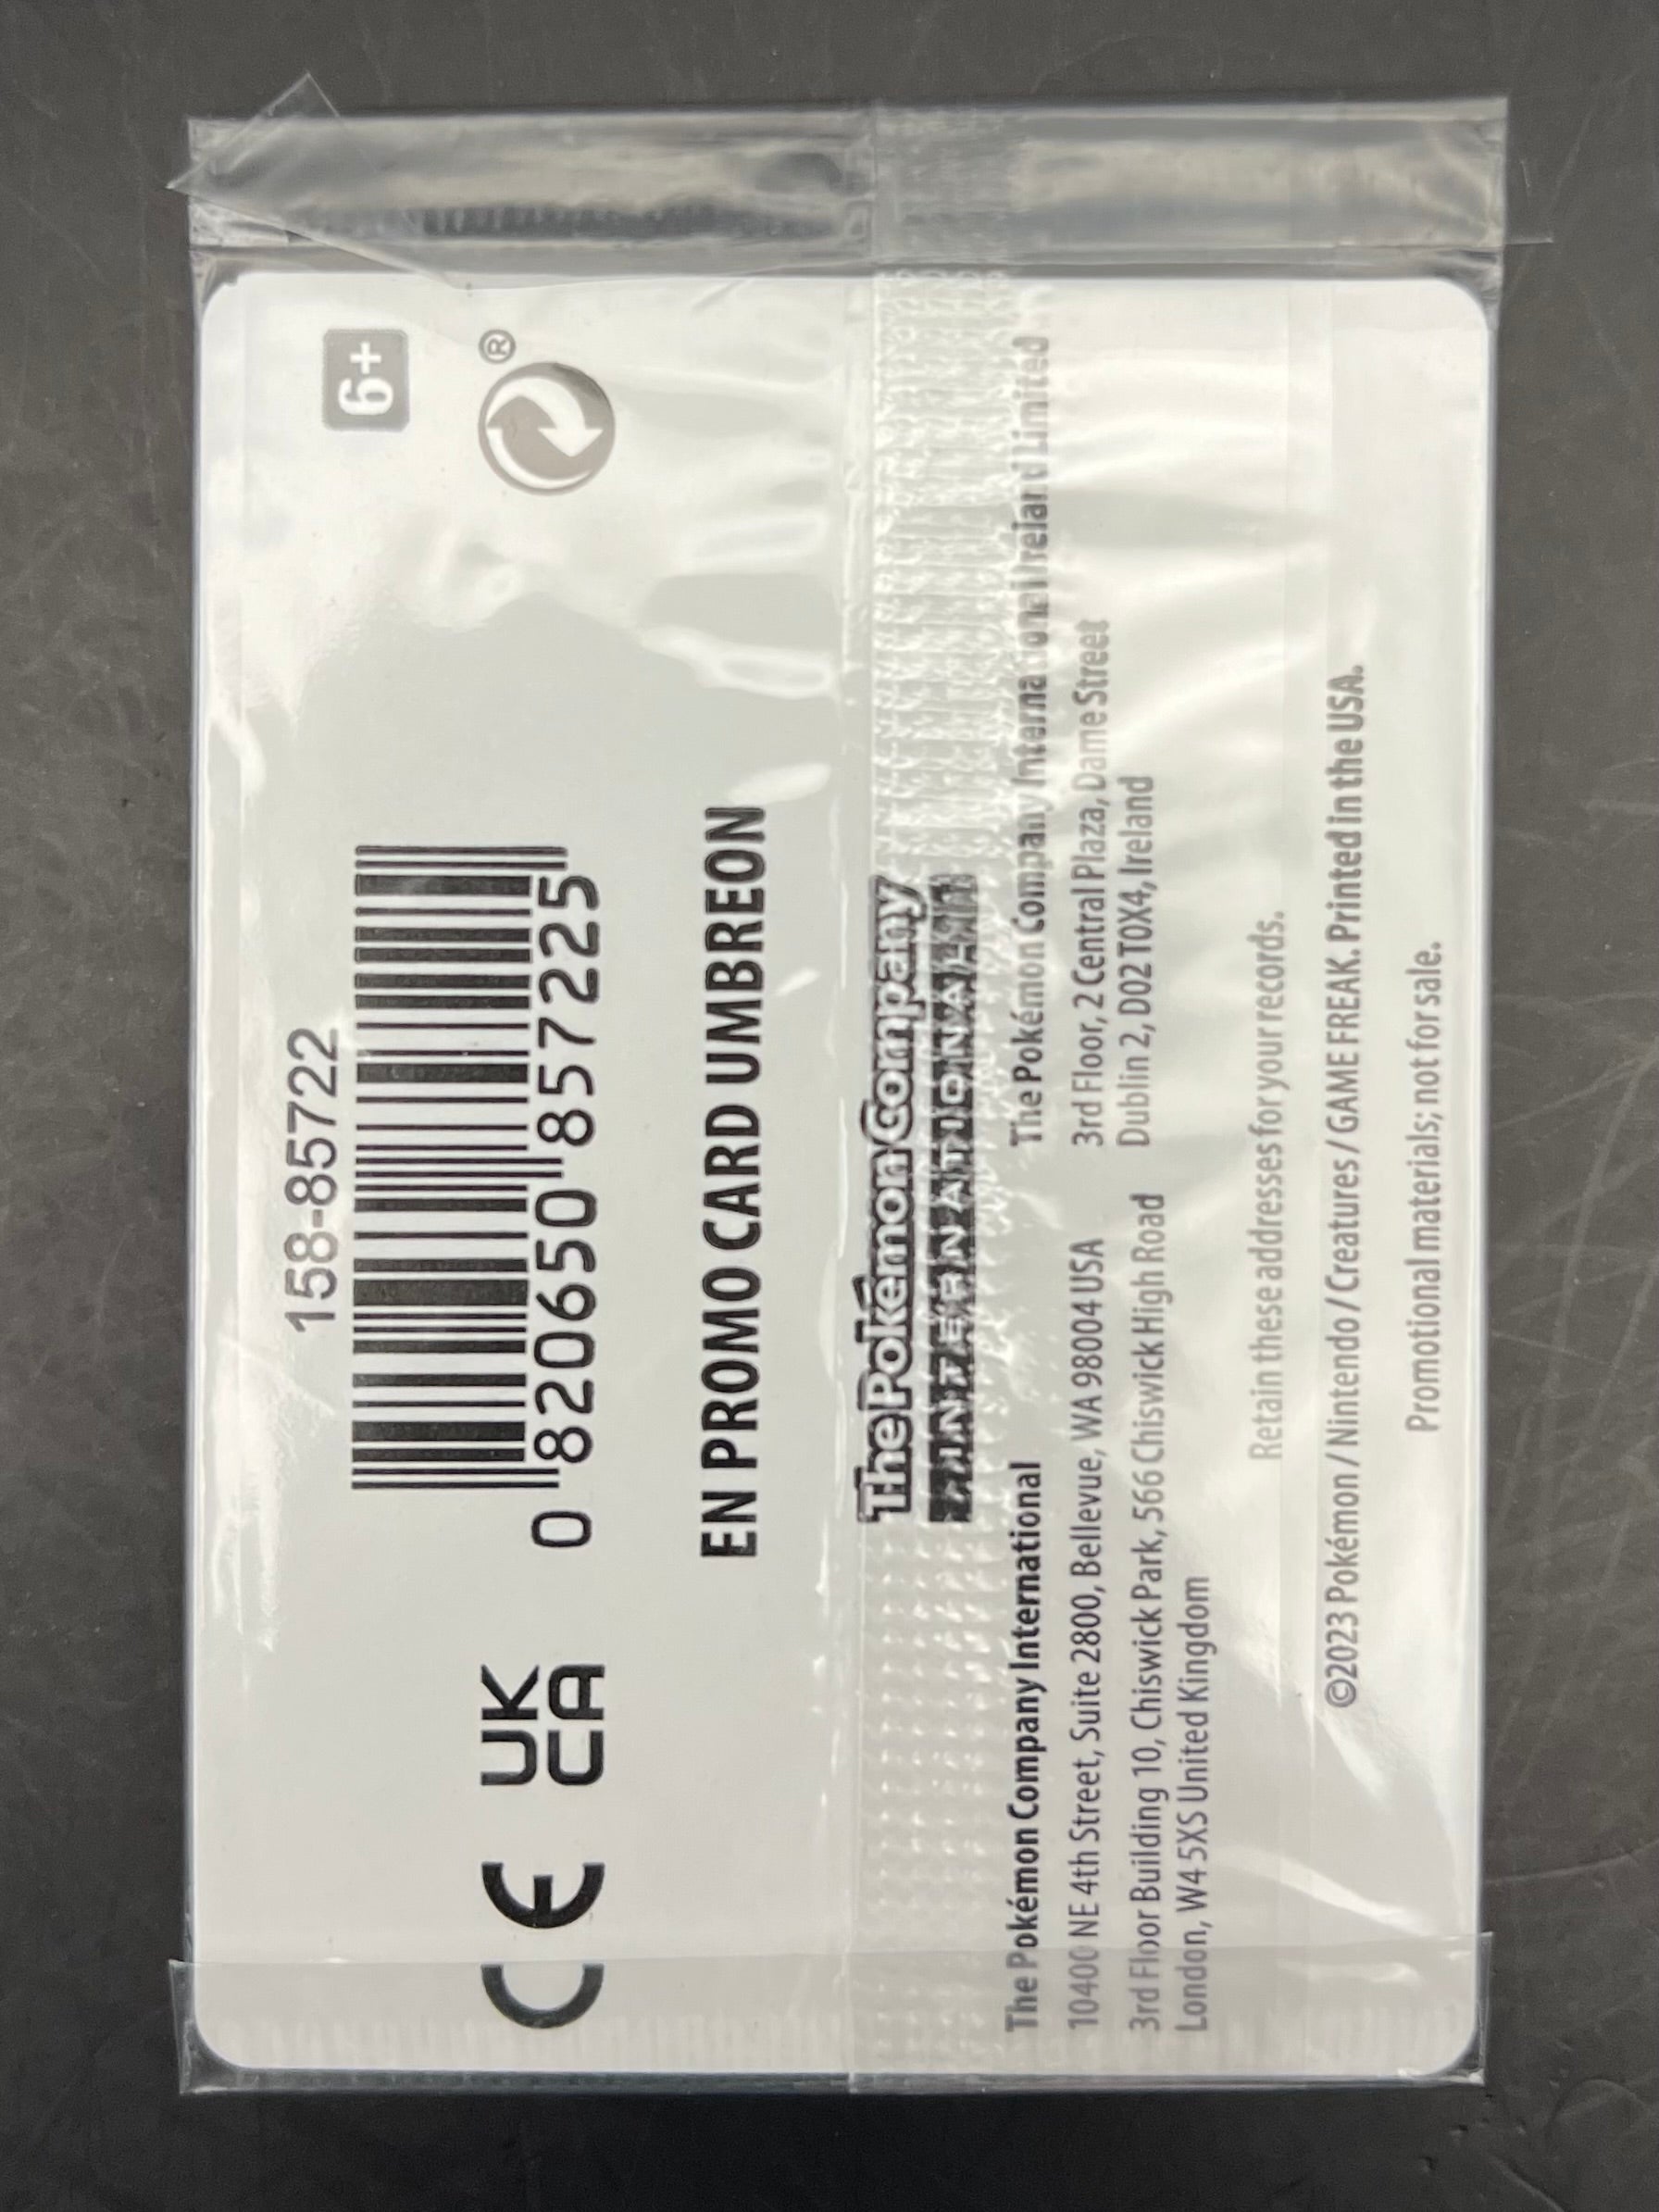 158-85722
6+
0 820650 857225
CE
UK
CA
®
EN PROMO CARD UMBREON
The Pokémon Company
INTERNATIONAL
The Pokémon Company International
10400 NE 4th Street, Suite 2800, Bellevue, WA 98004 USA
3rd Floor Building 10, Chiswick Park, 566 Chiswick High Road
London, W4 5XS United Kingdom
The Pokémon Company International Ireland Limited
3rd Floor, 2 Central Plaza, Dame Street
Dublin 2, D02 T0X4, Ireland
Retain these addresses for your records.
©2023 Pokémon / Nintendo / Creatures / GAME FREAK. Printed in the USA.
Promotional materials; not for sale.